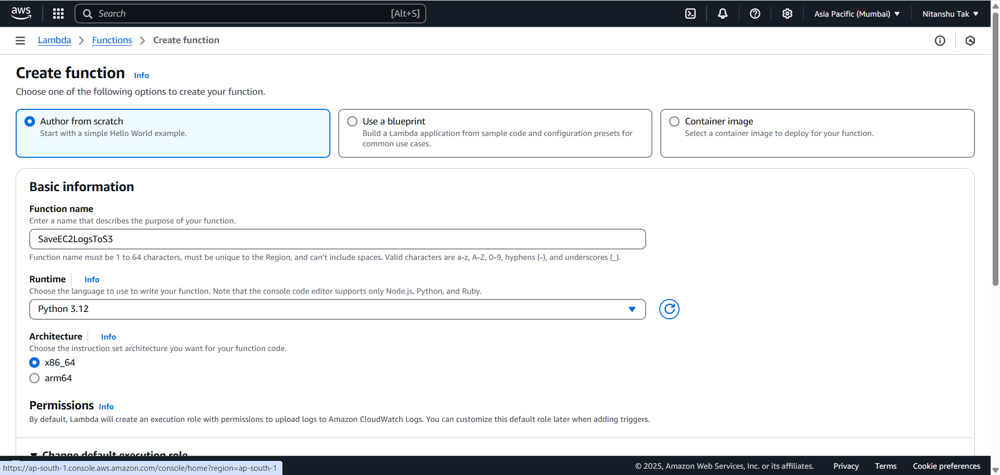 aws
Search [Alt+S] Asia Pacific (Mumbai) Nitanshu Tak
Lambda Functions Create function
Create function Info
Choose one of the following options to create your function.
Author from scratch
Start with a simple Hello World example.
Use a blueprint
Build a Lambda application from sample code and configuration presets for
common use cases.
Container image
Select a container image to deploy for your function.
Basic information
Function name
Enter a name that describes the purpose of your function.
SaveEC2LogsToS3
Function name must be 1 to 64 characters, must be unique to the Region, and can't include spaces. Valid characters are a-z, A-Z, 0-9, hyphens (-), and underscores (_).
Runtime Info
Choose the language to use to write your function. Note that the console code editor supports only Node.js, Python, and Ruby.
Python 3.12
Architecture Info
Choose the instruction set architecture you want for your function code.
x86_64
arm64
Permissions Info
By default, Lambda will create an execution role with permissions to upload logs to Amazon CloudWatch Logs. You can customize this default role later when adding triggers.
Change default execution role
https://ap-south-1.console.aws.amazon.com/console/home?region=ap-south-1
© 2025, Amazon Web Services, Inc. or its affiliates. Privacy Terms Cookie preferences